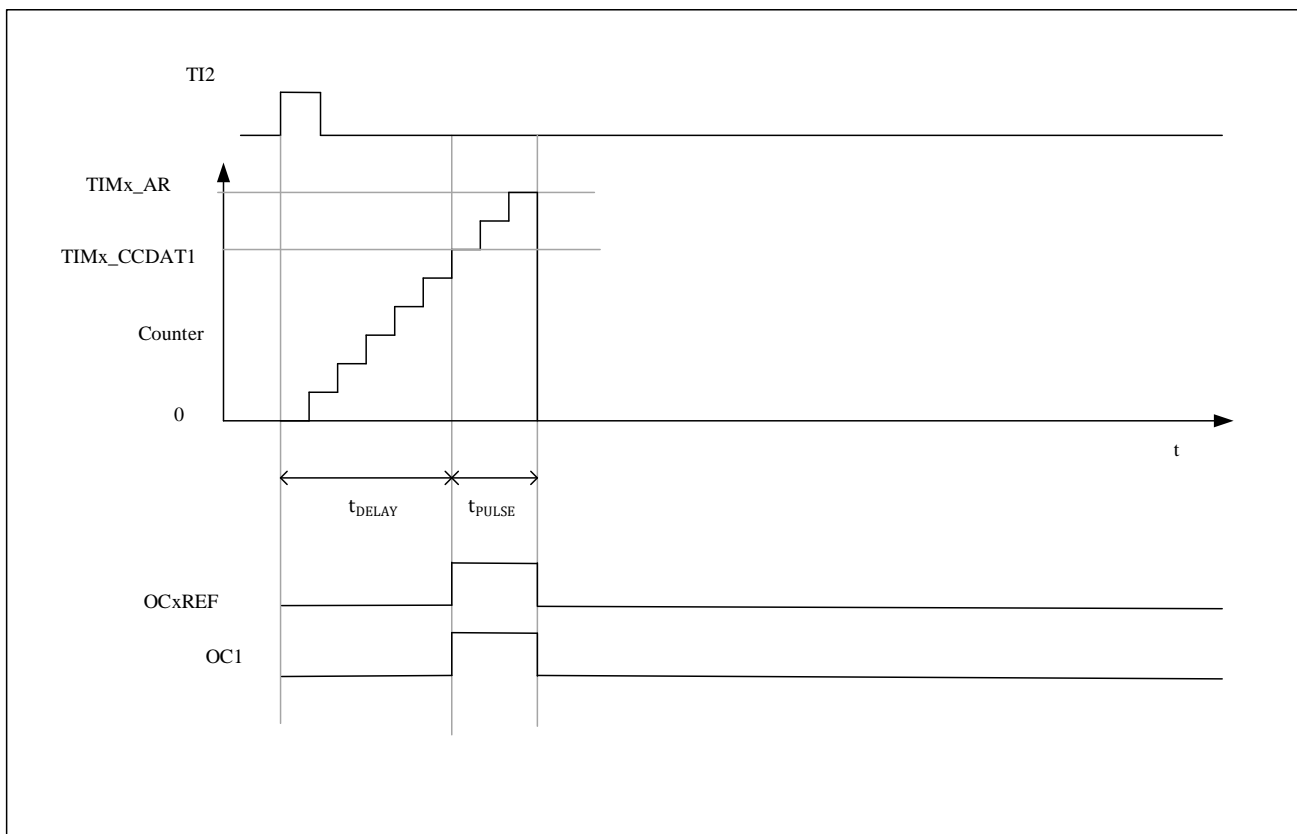 TI2
TIMx_AR
TIMx_CCDAT1
Counter
0
t
tDELAY
tPULSE
OCxREF
OC1